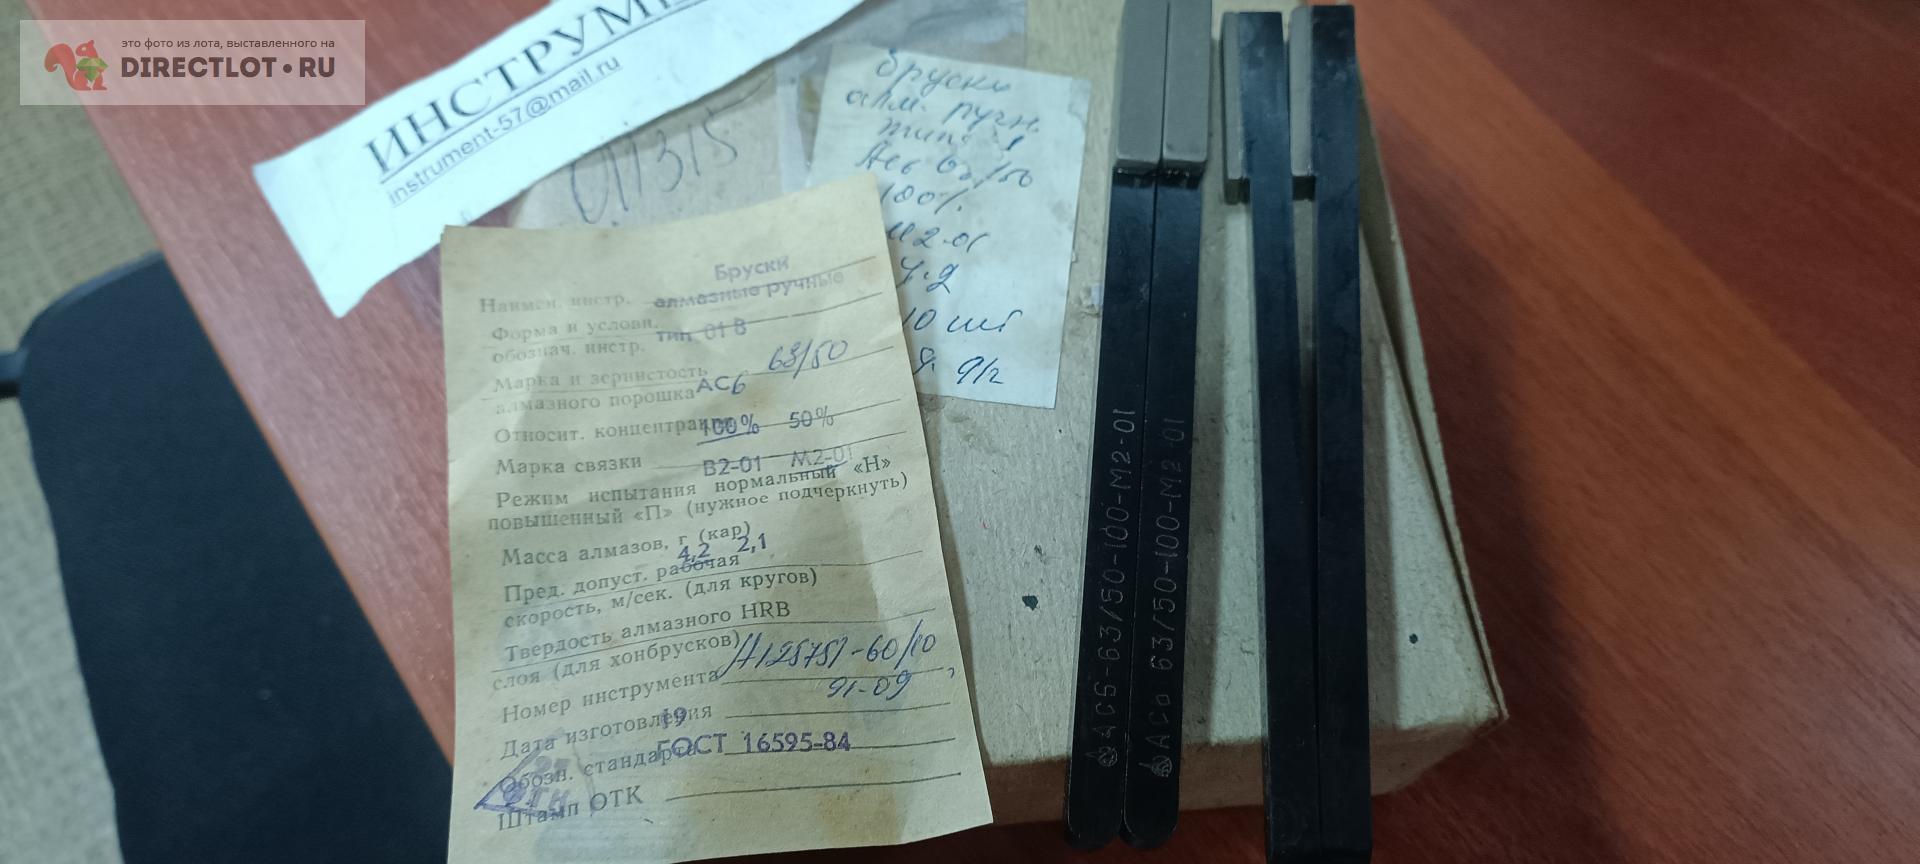 это фото из лота, выставленного на
DIRECTLOT.RU
ИНСТРУМ
instrument-57@mail.ru
011315
бруски
алм. ручн.
тип
АС6 63/50
100%
М2-01
10 шт
Бруски
Наимен. инстр. алмазные ручные
Форма и условн.
обознач. инстр. тип 01 В
Марка и зернистость 63/50
алмазного порошка АС6
Относит. концентрация 100% 50%
Марка связки В2-01 М2-01
Режим испытания нормальный «Н»
повышенный «П» (нужное подчеркнуть)
Масса алмазов, г (кар)
4,2 2,1
Пред. допуст. рабочая
скорость, м/сек. (для кругов)
Твердость алмазного HRB
слоя (для хонбрусков)
Номер инструмента -60/10
91-09
Дата изготовления 19
Обозн. стандарта ГОСТ 16595-84
Штамп ОТК
АС6-63/50-100-М2-01
АС6 63/50-100-М2 01